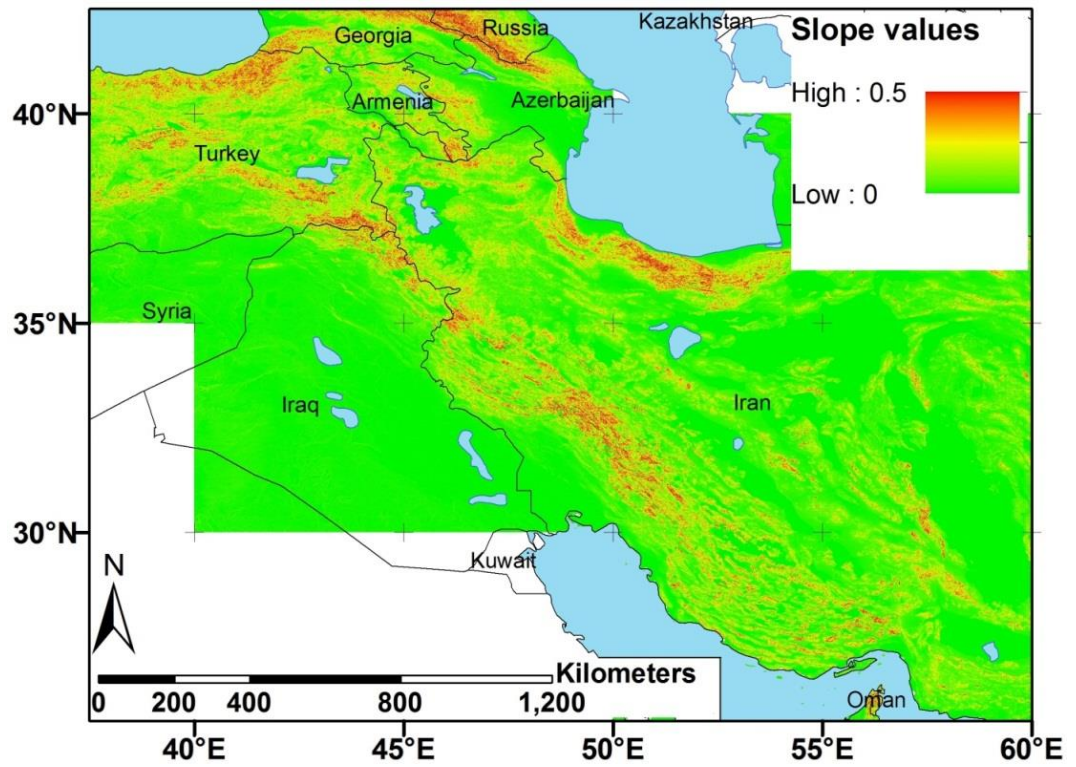 Kazakhstan
Russia
Georgia
Slope values
High : 0.5
Low : 0
Armenia
Azerbaijan
40°N
Turkey
Syria
35°N
Iraq
Iran
30°N
Kuwait
N
Kilometers
0 200 400 800 1,200
Oman
40°E 45°E 50°E 55°E 60°E